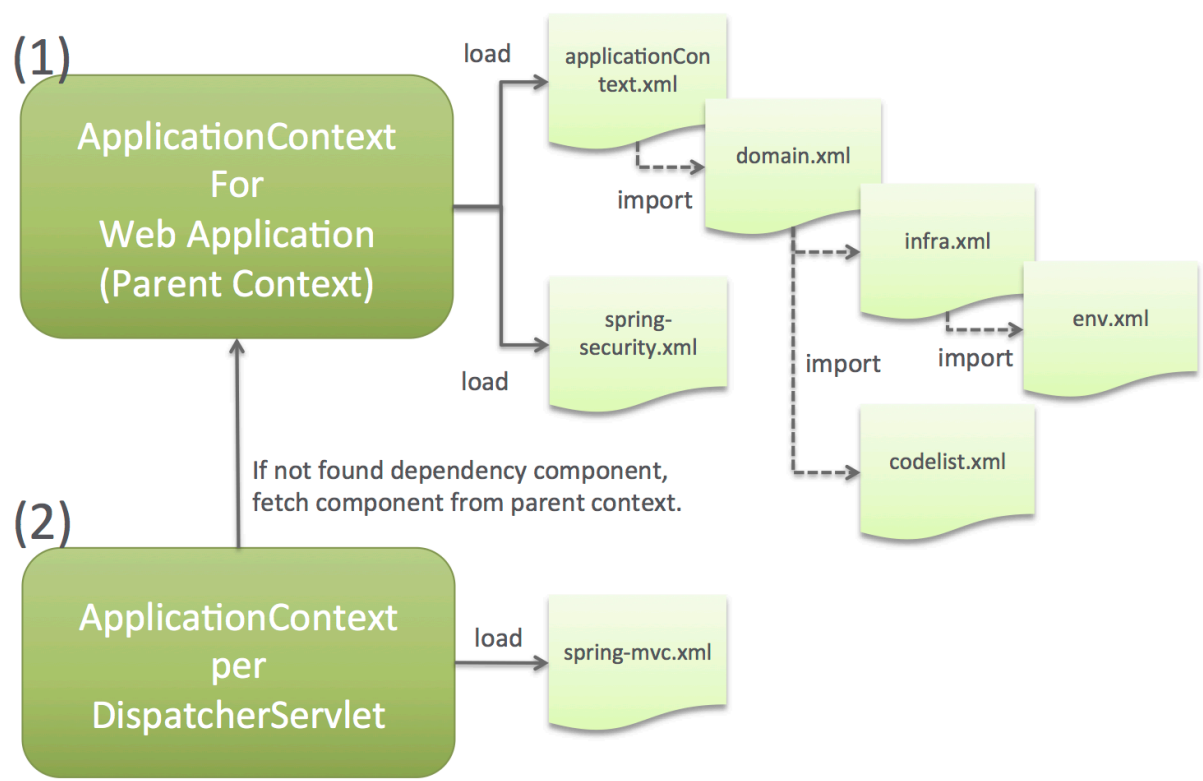 (1)
ApplicationContext
For
Web Application
(Parent Context)
load
applicationCon
text.xml
import
domain.xml
infra.xml
import
env.xml
import
codelist.xml
load
spring-
security.xml
If not found dependency component,
fetch component from parent context.
(2)
ApplicationContext
per
DispatcherServlet
load
spring-mvc.xml